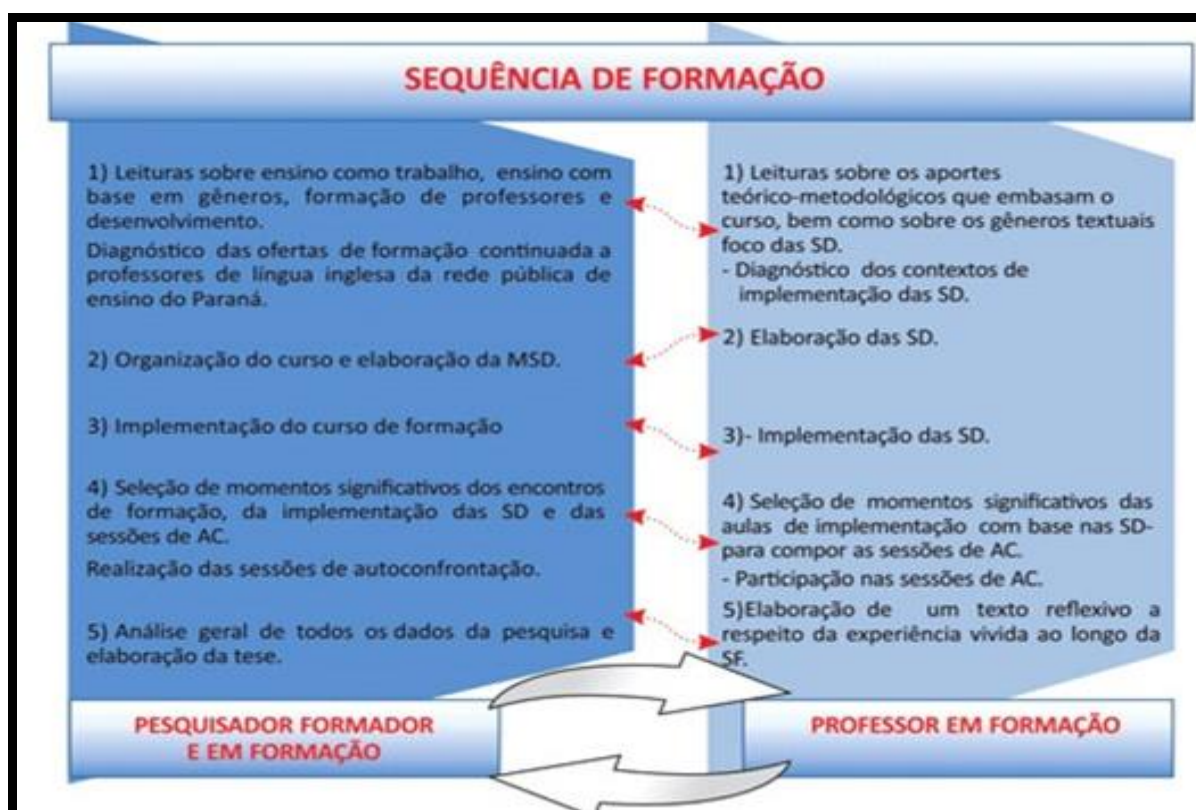 SEQUÊNCIA DE FORMAÇÃO
1) Leituras sobre ensino como trabalho, ensino com
base em gêneros, formação de professores e
desenvolvimento.
Diagnóstico das ofertas de formação continuada a
professores de língua inglesa da rede pública de
ensino do Paraná.
2) Organização do curso e elaboração da MSD.
3) Implementação do curso de formação
4) Seleção de momentos significativos dos encontros
de formação, da implementação das SD e das
sessões de AC.
Realização das sessões de autoconfrontação.
5) Análise geral de todos os dados da pesquisa e
elaboração da tese.
PESQUISADOR FORMADOR
E EM FORMAÇÃO
1) Leituras sobre os aportes
teórico-metodológicos que embasam o
curso, bem como sobre os gêneros textuais
foco das SD.
- Diagnóstico dos contextos de
implementação das SD.
2) Elaboração das SD.
3)- Implementação das SD.
4) Seleção de momentos significativos das
aulas de implementação com base nas SD-
para compor as sessões de AC.
- Participação nas sessões de AC.
5)Elaboração de um texto reflexivo a
respeito da experiência vivida ao longo da
SF.
PROFESSOR EM FORMAÇÃO